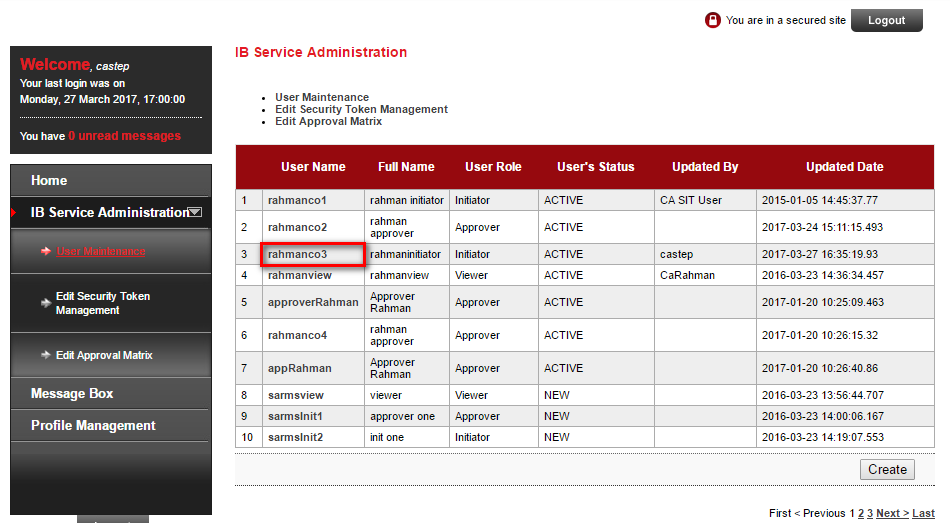 You are in a secured site Logout
Welcome, castep
Your last login was on
Monday, 27 March 2017, 17:00:00
You have 0 unread messages
Home
IB Service Administration
User Maintenance
Edit Security Token
Management
Edit Approval Matrix
Message Box
Profile Management
IB Service Administration
• User Maintenance
• Edit Security Token Management
• Edit Approval Matrix
User Name Full Name User Role User's Status Updated By Updated Date
1 rahmanco1 rahman initiator Initiator ACTIVE CA SIT User 2015-01-05 14:45:37.77
2 rahmanco2 rahman approver Approver ACTIVE 2017-03-24 15:11:15.493
3 rahmanco3 rahmaninitiator Initiator ACTIVE castep 2017-03-27 16:35:19.93
4 rahmanview rahmanview Viewer ACTIVE CaRahman 2016-03-23 14:36:34.457
5 approverRahman Approver Rahman Approver ACTIVE 2017-01-20 10:25:09.463
6 rahmanco4 rahman approver Approver ACTIVE 2017-01-20 10:26:15.32
7 appRahman Approver Rahman Approver ACTIVE 2017-01-20 10:26:40.86
8 sarmsview viewer Viewer NEW 2016-03-23 13:56:44.707
9 sarmsInit1 approver one Approver NEW 2016-03-23 14:00:06.167
10 sarmsInit2 init one Initiator NEW 2016-03-23 14:19:07.553
Create
First < Previous 1 2 3 Next > Last